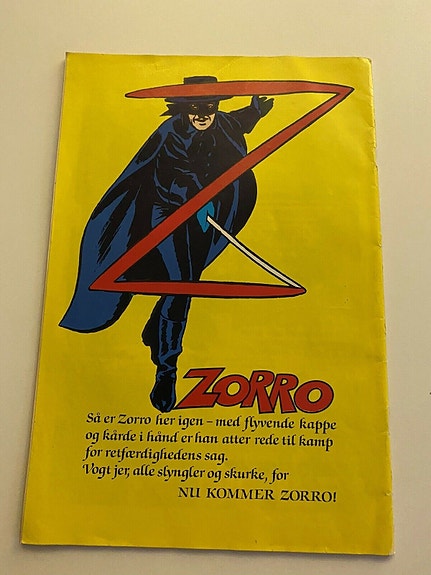 ZORRO
Så er Zorro her igen – med flyvende kappe
og kårde i hånd er han atter rede til kamp
for retfærdighedens sag.
Vogt jer, alle slyngler og skurke, for
NU KOMMER ZORRO!